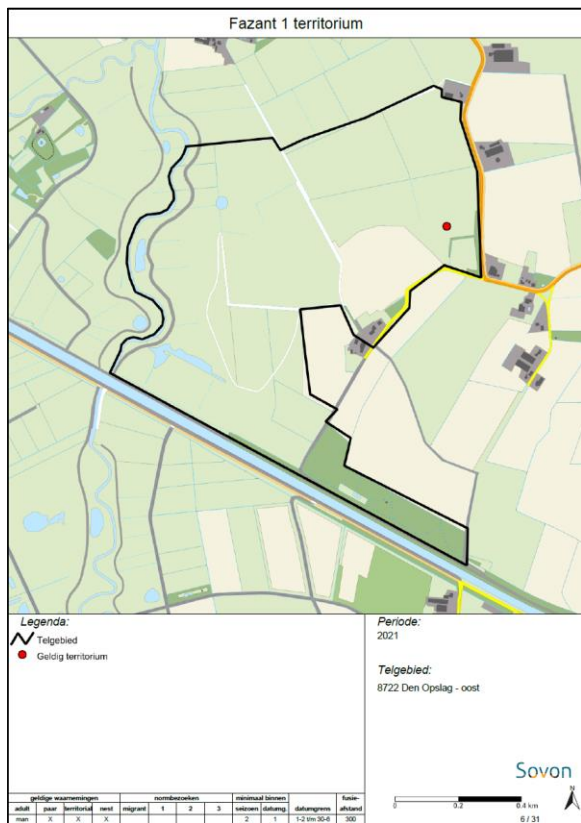 Fazant 1 territorium
Legenda:
Telgebied
Geldig territorium
Periode:
2021
Telgebied:
8722 Den Opslag - oost
Sovon
0 0.2 0.4 km
N
6 / 31
geldige waarnemingen normbezoeken minimaal binnen fusie-
adult paar territorial nest migrant 1 2 3 seizoen datumg. datumgrens afstand
man X X X 2 1 1-2 t/m 30-6 300